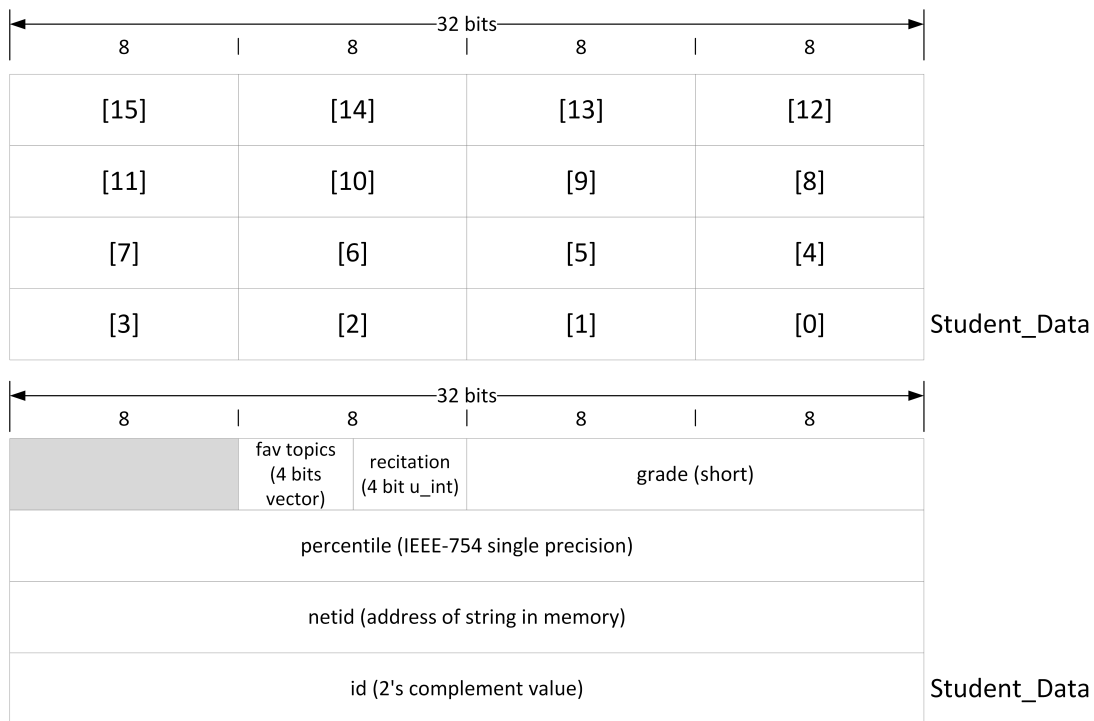 32 bits
8 | 8 | 8 | 8
[15] [14] [13] [12]
[11] [10] [9] [8]
[7] [6] [5] [4]
[3] [2] [1] [0] Student_Data
32 bits
8 | 8 | 8 | 8
fav topics
(4 bits
vector)
recitation
(4 bit u_int)
grade (short)
percentile (IEEE-754 single precision)
netid (address of string in memory)
id (2's complement value) Student_Data